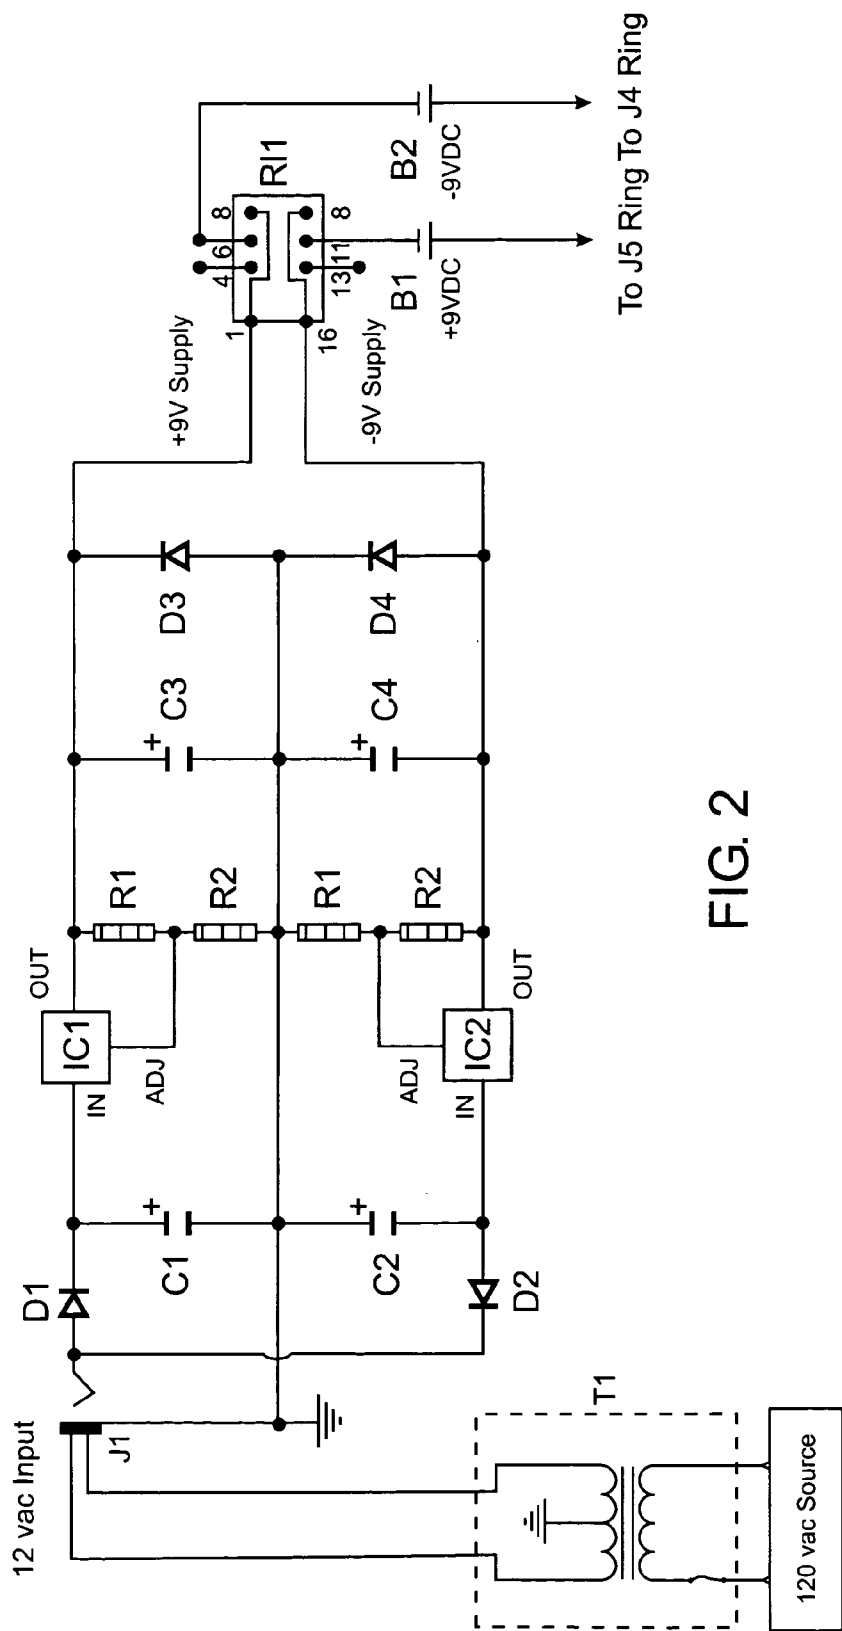 12 vac Input
J1
D1
D2
C1
+
C2
+
IN
IC1
OUT
ADJ
IN
IC2
OUT
ADJ
R1
R2
R1
R2
C3
+
C4
+
D3
D4
+9V Supply
-9V Supply
1
4
6
8
RI1
16
13
11
8
B1
+9VDC
B2
-9VDC
To J5 Ring To J4 Ring
T1
120 vac Source
FIG. 2